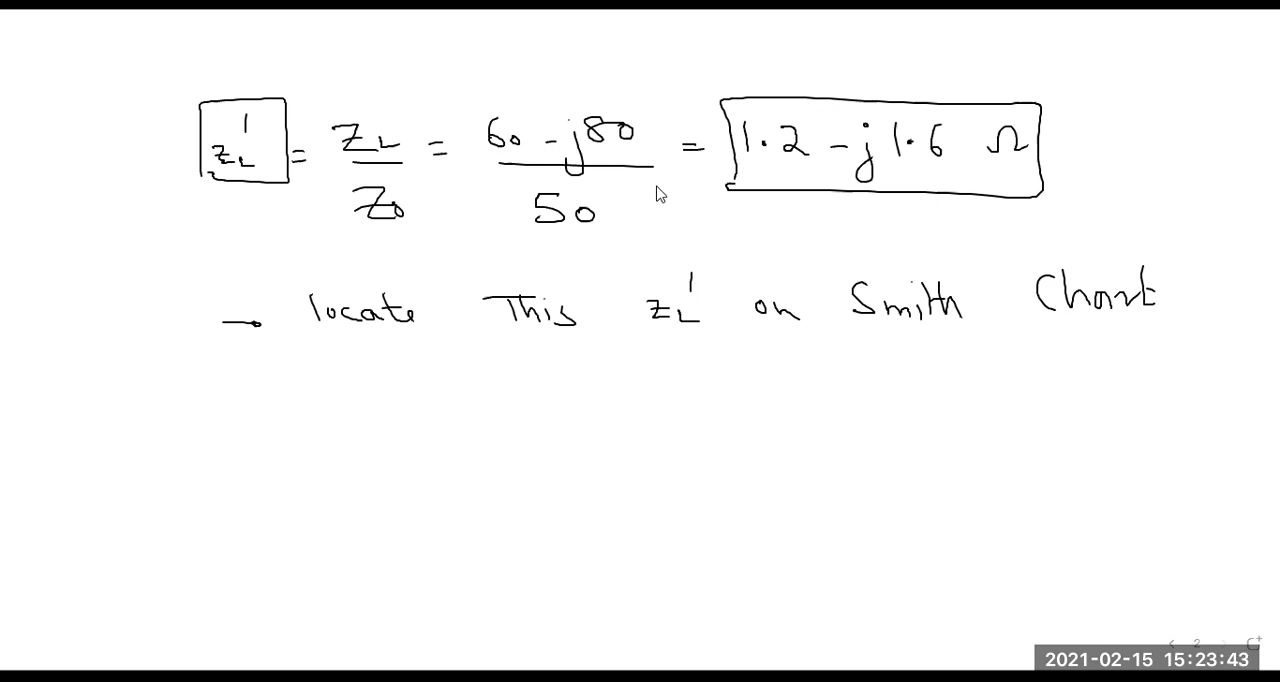 z_L' = Z_L / Z_0 = 60 - j80 / 50 = 1.2 - j1.6 Ω
→ locate This z_L' on Smith Chart
2
2021-02-15 15:23:43